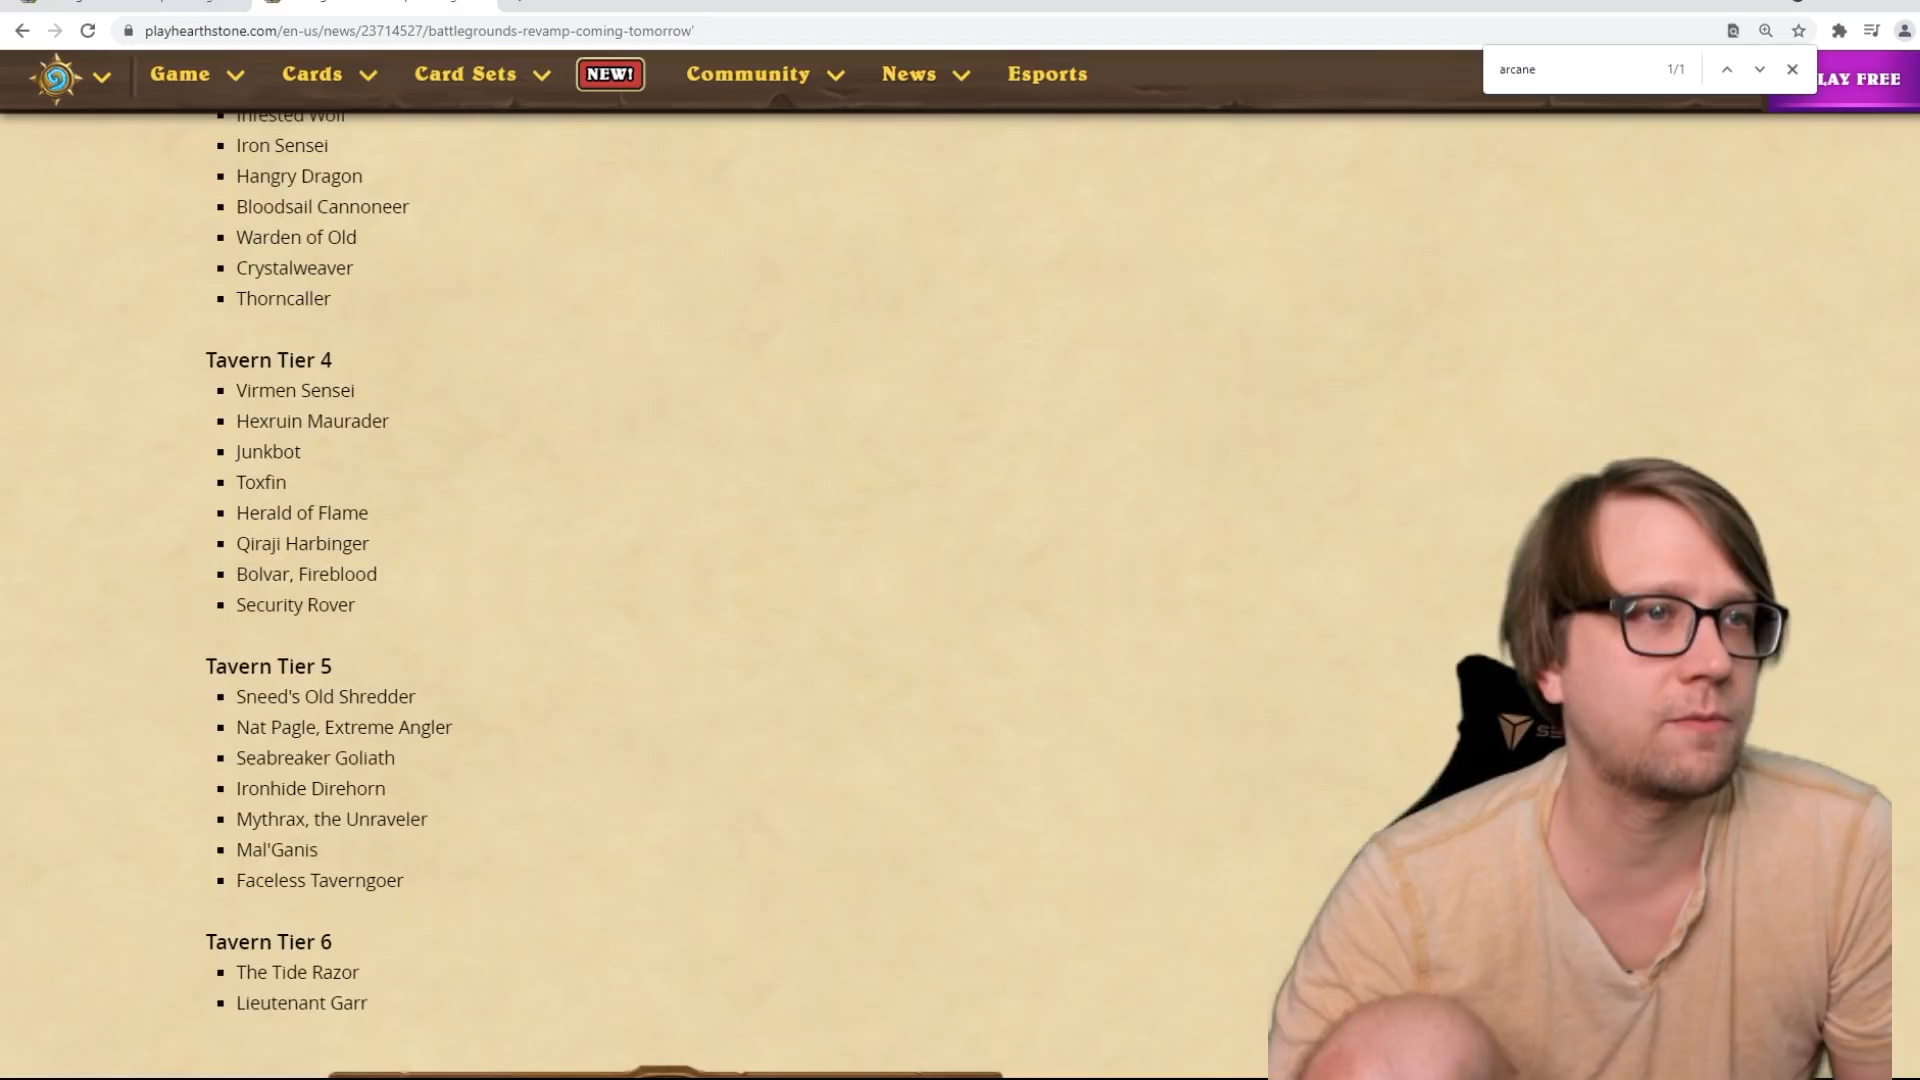 playhearthstone.com/en-us/news/23714527/battlegrounds-revamp-coming-tomorrow'
arcane
1/1
Game
Cards
Card Sets
NEW!
Community
News
Esports
LAY FREE
Infested Wolf
Iron Sensei
Hangry Dragon
Bloodsail Cannoneer
Warden of Old
Crystalweaver
Thorncaller
Tavern Tier 4
Virmen Sensei
Hexruin Maurader
Junkbot
Toxfin
Herald of Flame
Qiraji Harbinger
Bolvar, Fireblood
Security Rover
Tavern Tier 5
Sneed's Old Shredder
Nat Pagle, Extreme Angler
Seabreaker Goliath
Ironhide Direhorn
Mythrax, the Unraveler
Mal'Ganis
Faceless Taverngoer
Tavern Tier 6
The Tide Razor
Lieutenant Garr